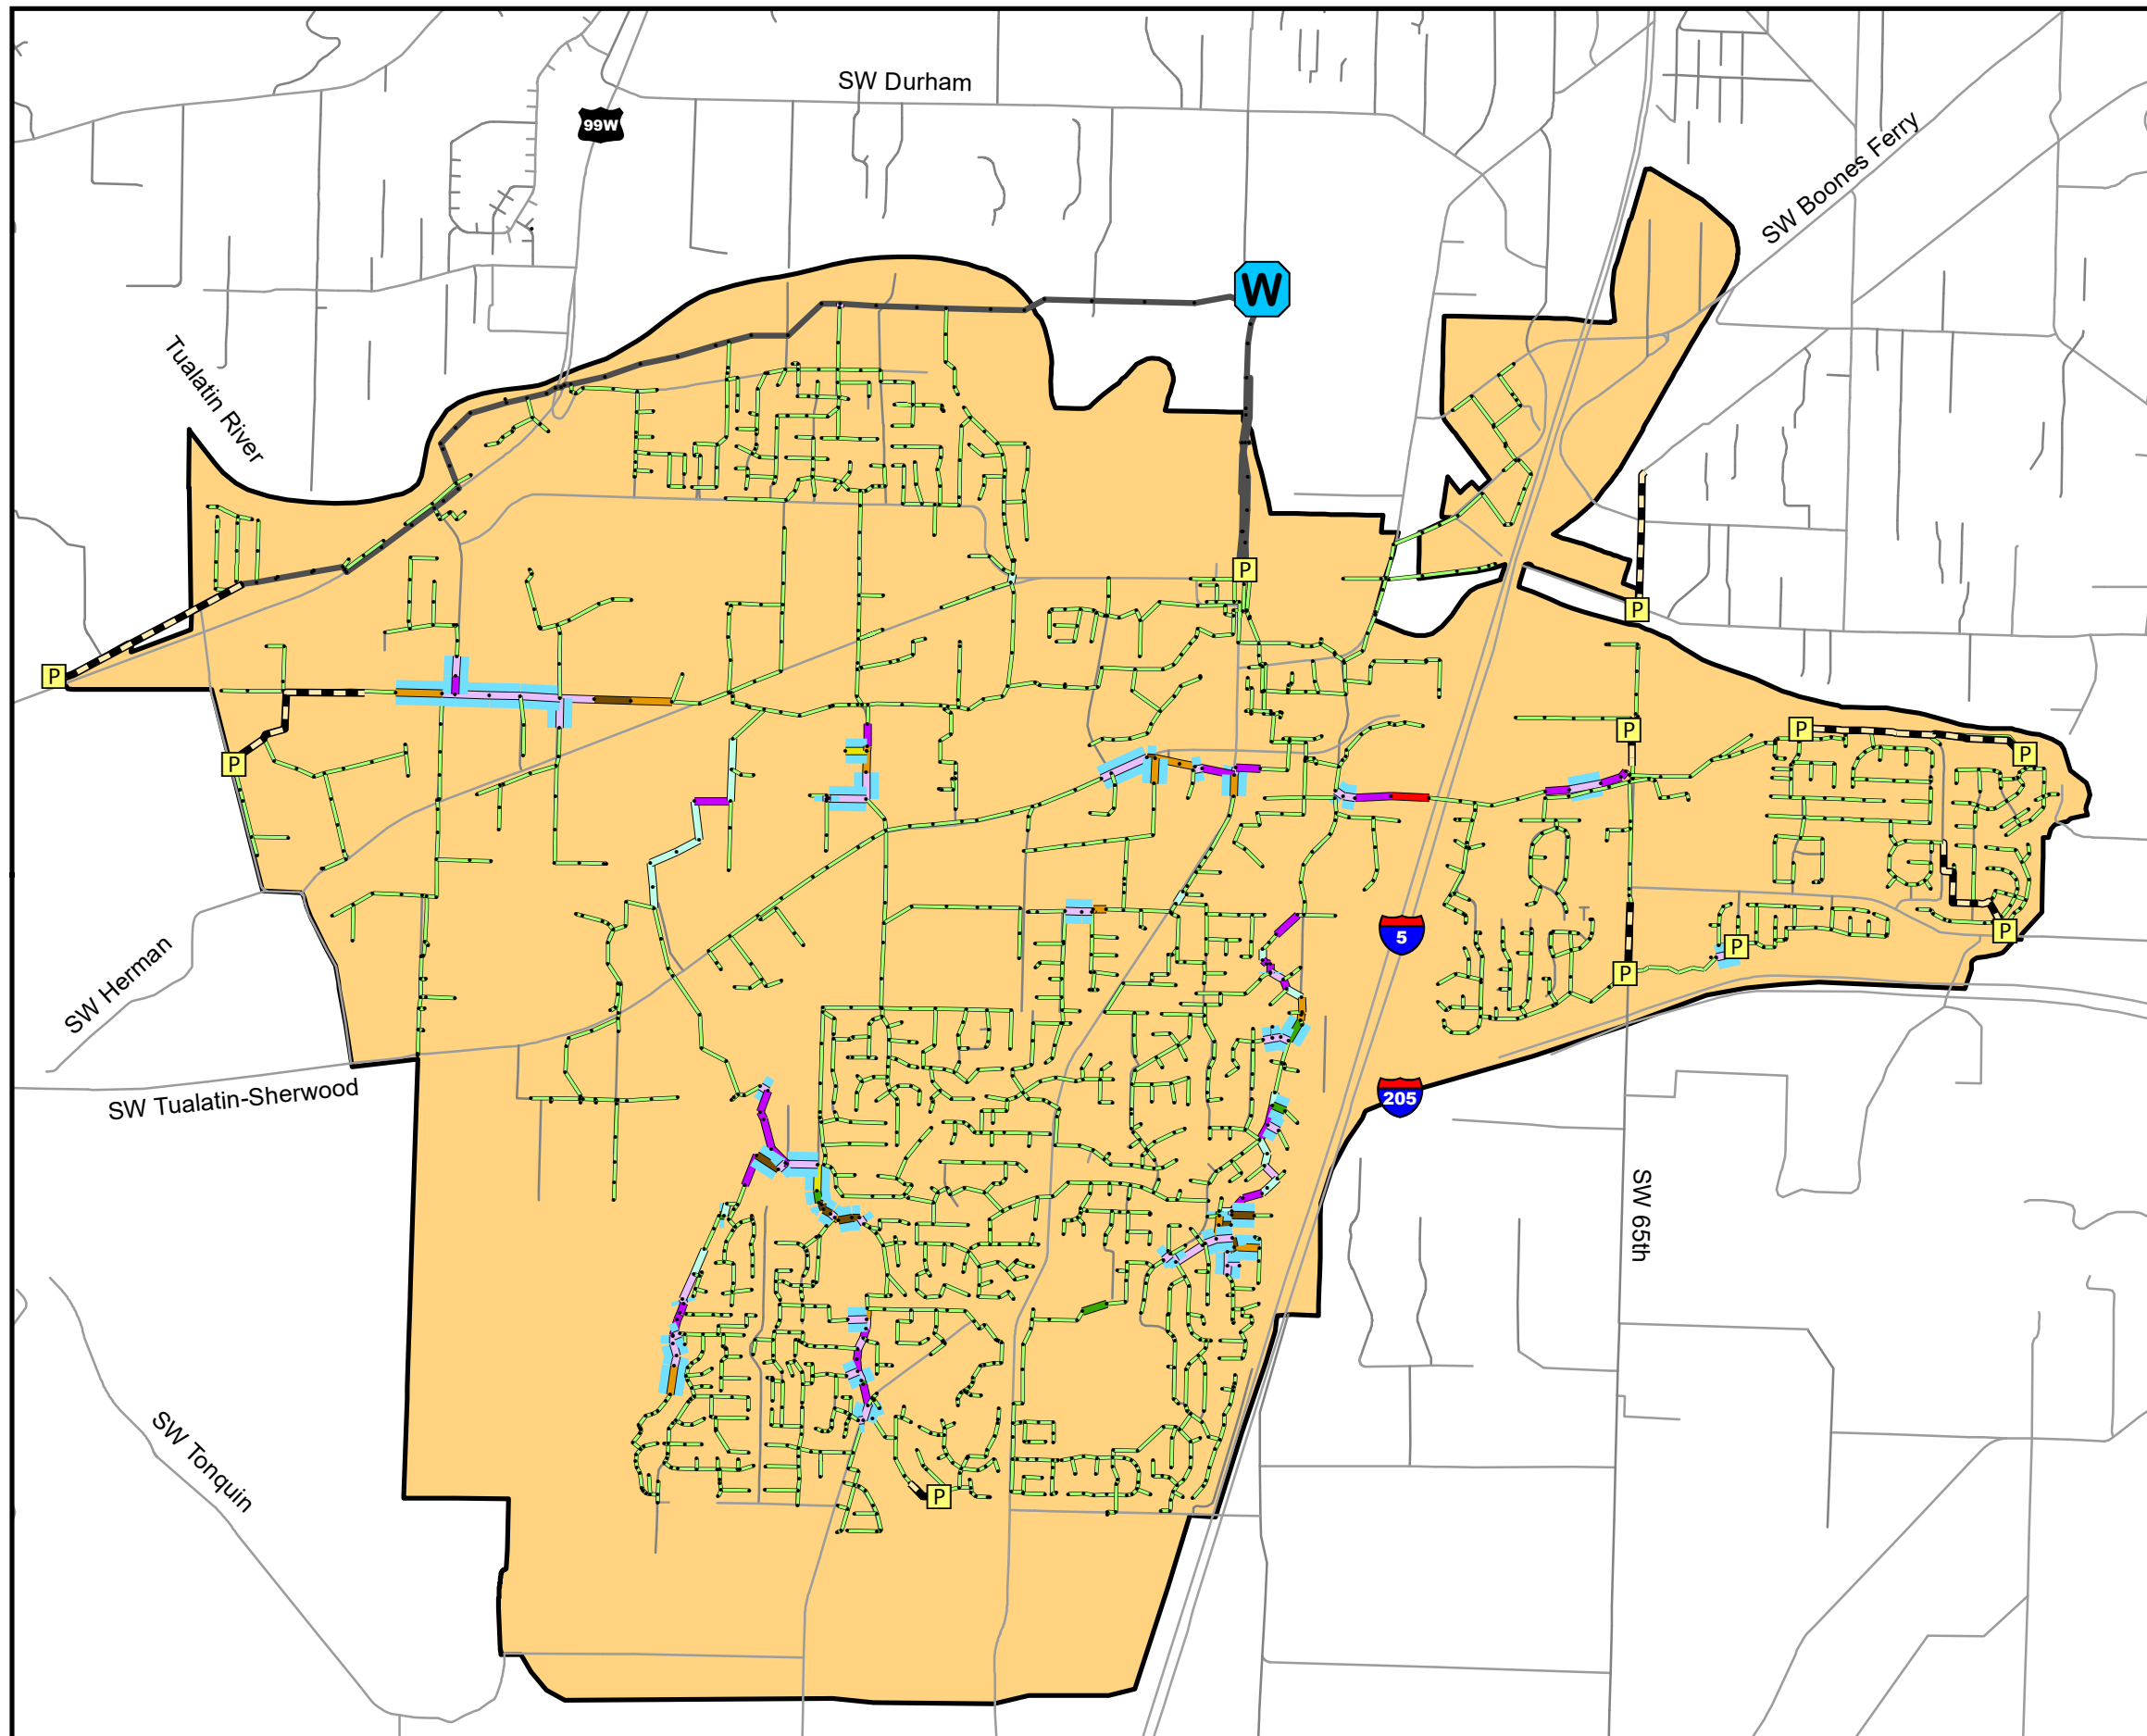 SW Durham
99W
SW Boones Ferry
W
Tualatin River
P
P
P
P
P
P
P
5
SW Herman
P
P
P
205
SW Tualatin-Sherwood
SW 65th
SW Tonquin
P